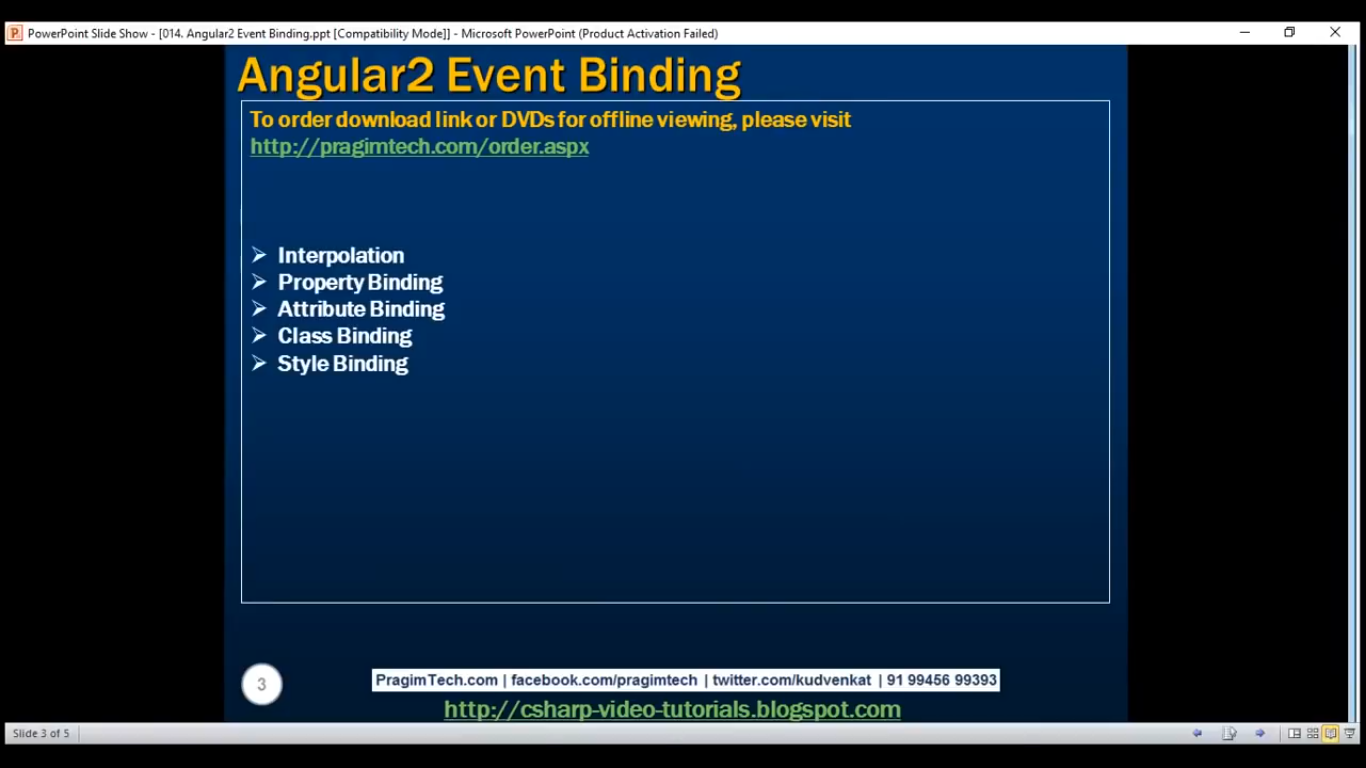 PowerPoint Slide Show - [014. Angular2 Event Binding.ppt [Compatibility Mode]] - Microsoft PowerPoint (Product Activation Failed)
Angular2 Event Binding
To order download link or DVDs for offline viewing, please visit
http://pragimtech.com/order.aspx
Interpolation
Property Binding
Attribute Binding
Class Binding
Style Binding
3
PragimTech.com | facebook.com/pragimtech | twitter.com/kudvenkat | 91 99456 99393
http://csharp-video-tutorials.blogspot.com
Slide 3 of 5